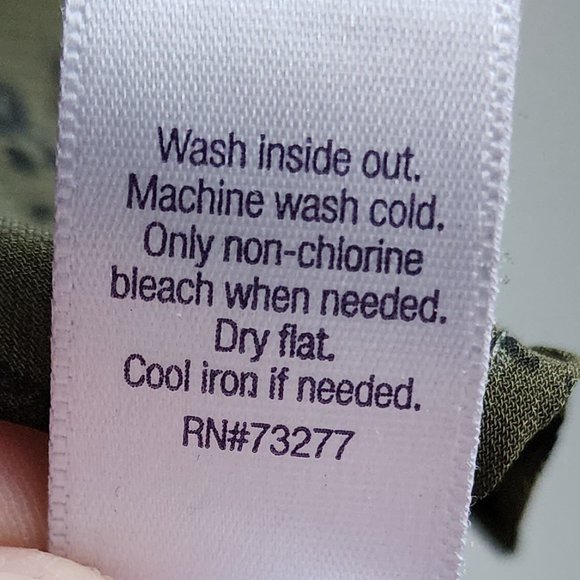 Wash inside out.
Machine wash cold.
Only non-chlorine
bleach when needed.
Dry flat.
Cool iron if needed.
RN#73277